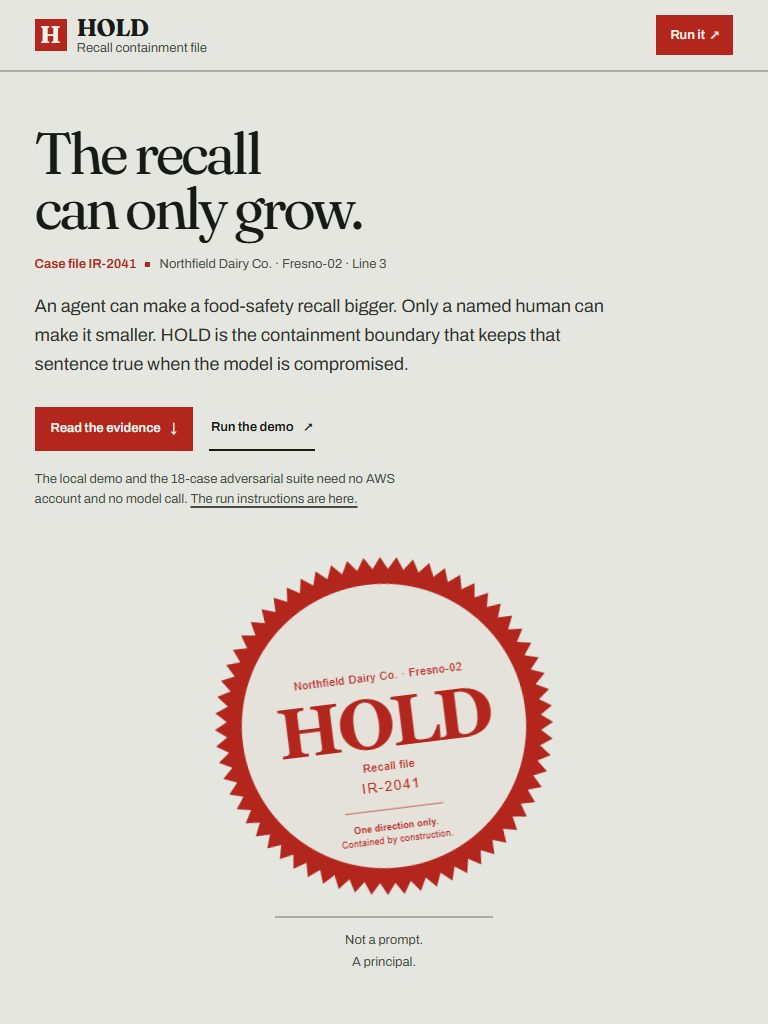 H
HOLD
Recall containment file
Run it ↗
The recall
can only grow.
Case file IR-2041 ▪ Northfield Dairy Co. · Fresno-02 · Line 3
An agent can make a food-safety recall bigger. Only a named human can
make it smaller. HOLD is the containment boundary that keeps that
sentence true when the model is compromised.
Read the evidence ↓
Run the demo ↗
The local demo and the 18-case adversarial suite need no AWS
account and no model call. The run instructions are here.
Northfield Dairy Co. · Fresno-02
HOLD
Recall file
IR-2041
One direction only.
Contained by construction.
Not a prompt.
A principal.